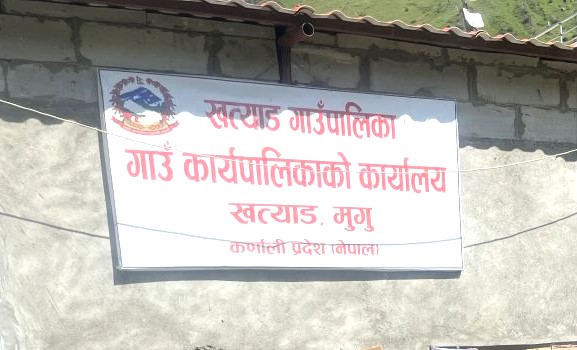 खत्याड गाउँपालिका
गाउँ कार्यपालिकाको कार्यालय
खत्याड, मुगु
कर्णाली प्रदेश (नेपाल)